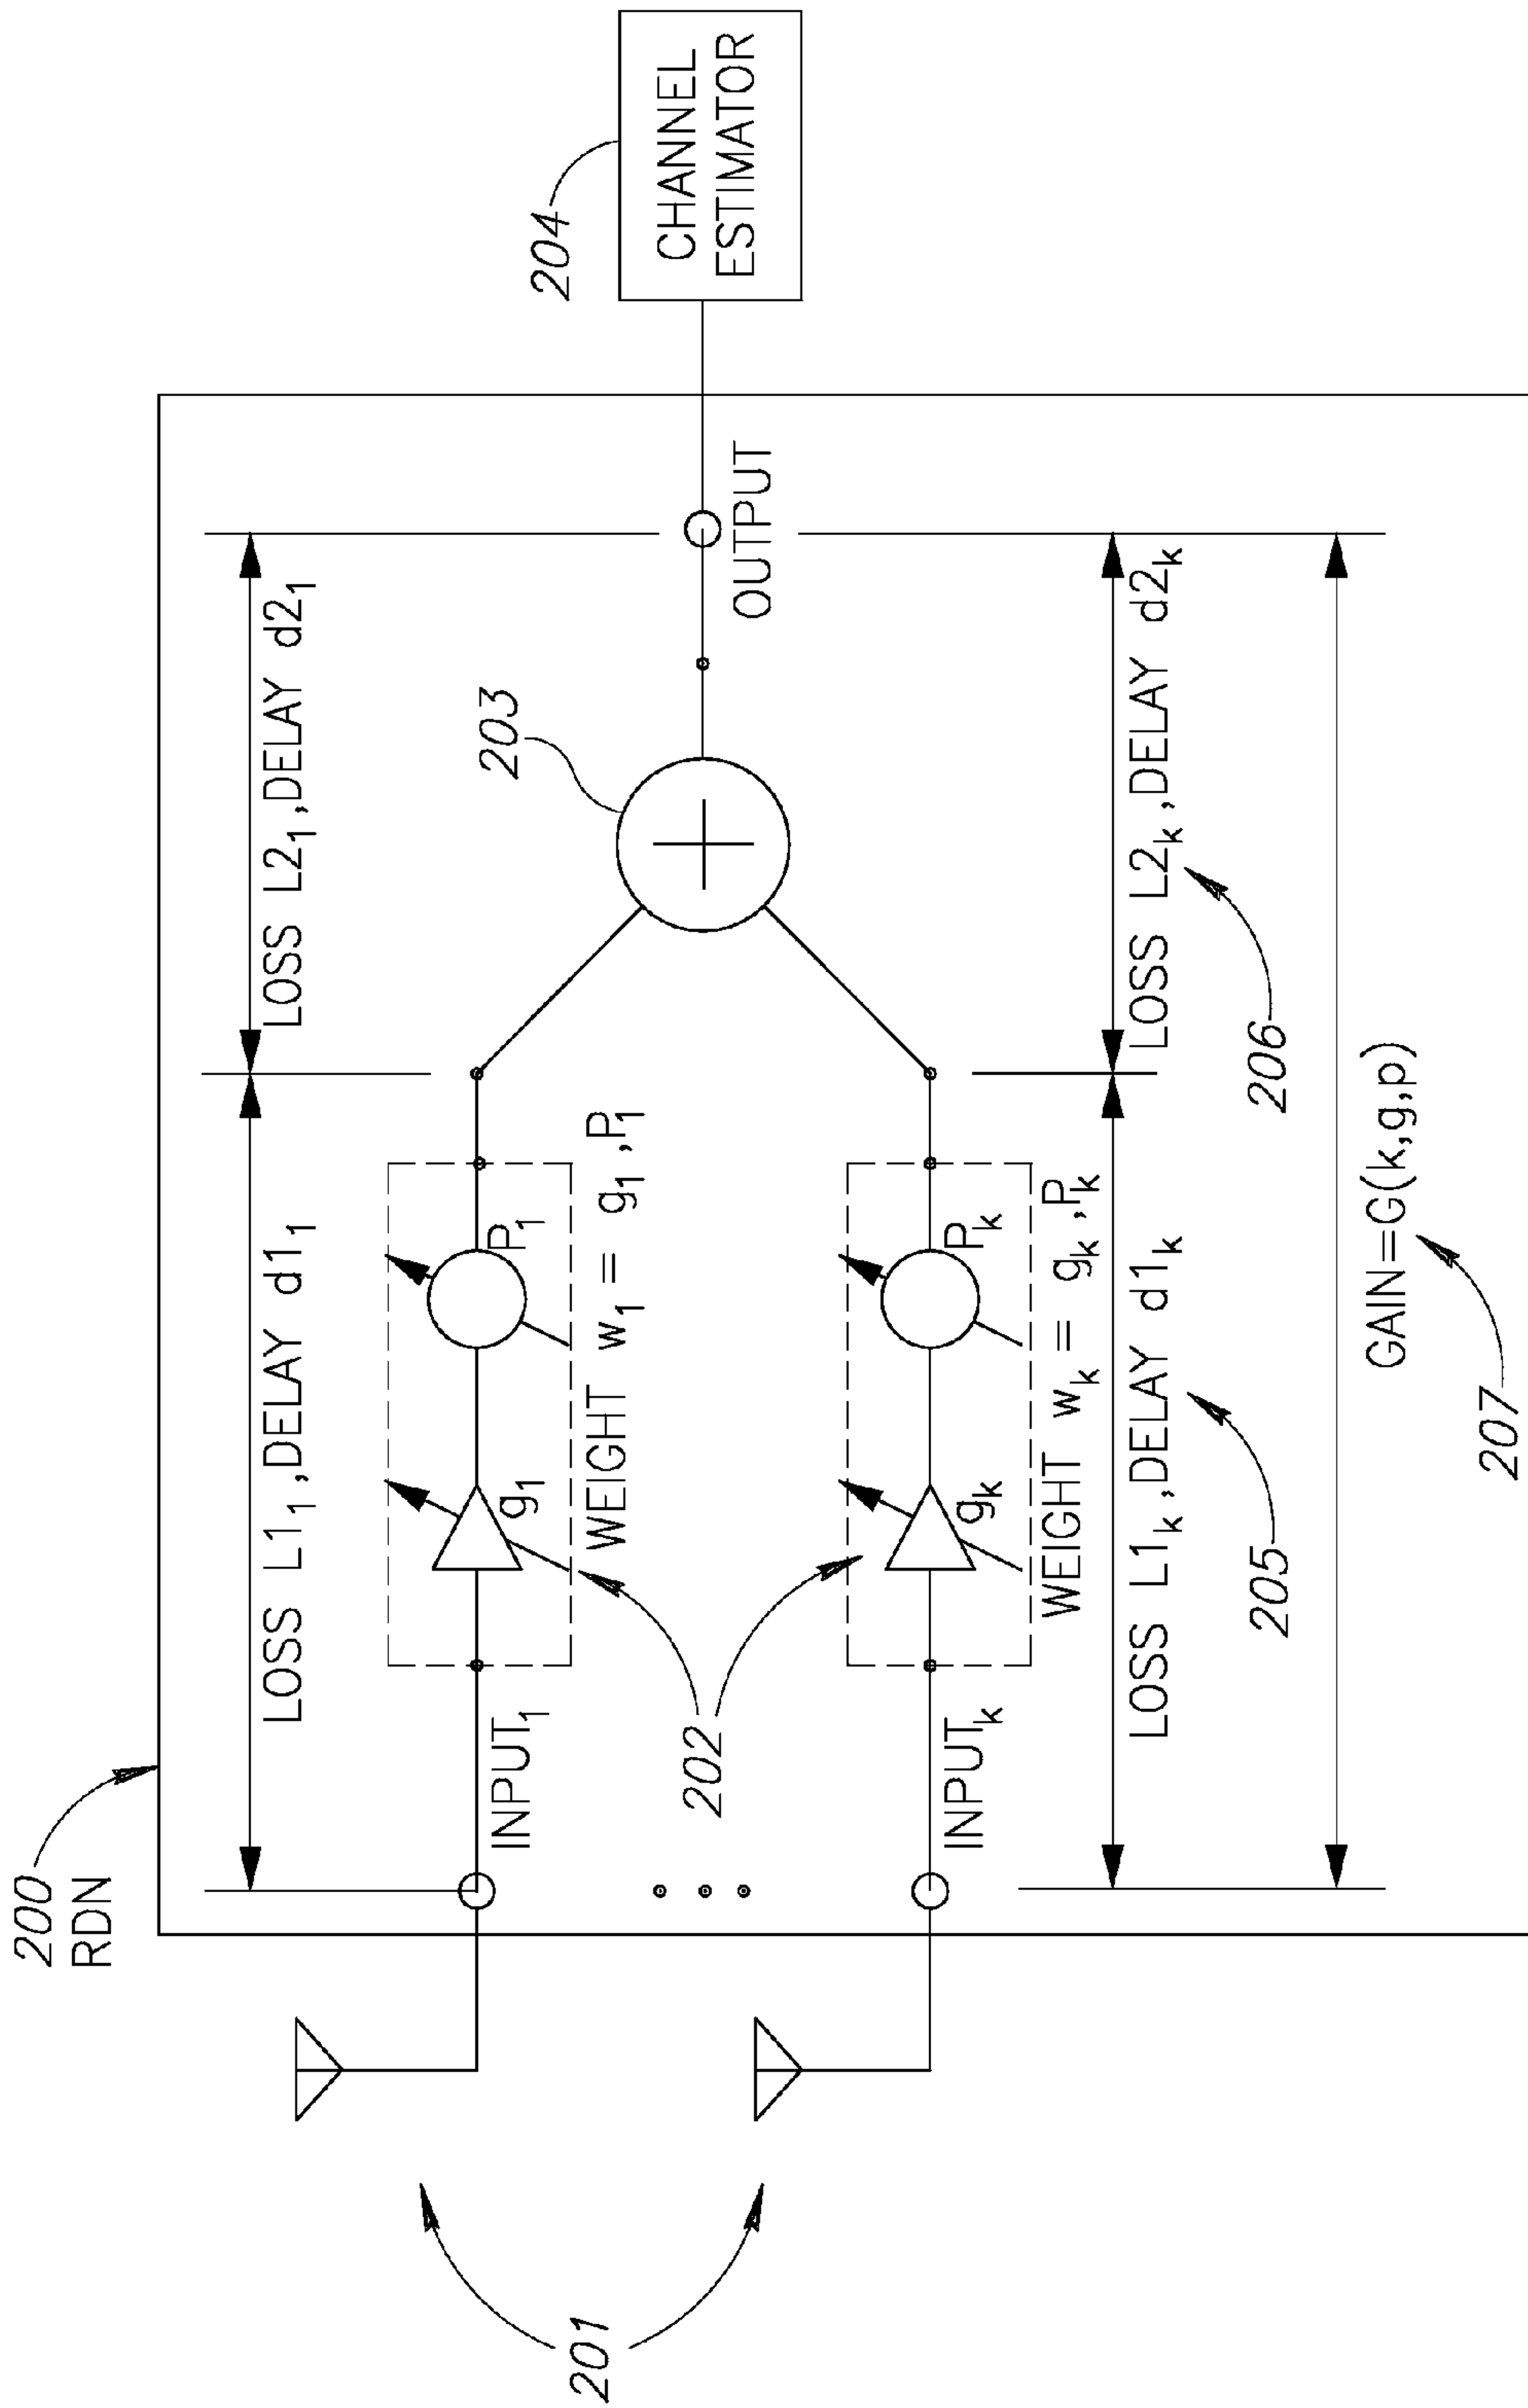 200
RDN
LOSS L1₁,DELAY d1₁
LOSS L2₁,DELAY d2₁
INPUT₁
g₁
P₁
WEIGHT w₁ = g₁,P₁
201
202
203
204
CHANNEL
ESTIMATOR
OUTPUT
INPUTₖ
gₖ
Pₖ
WEIGHT wₖ = gₖ,Pₖ
LOSS L1ₖ,DELAY d1ₖ
LOSS L2ₖ,DELAY d2ₖ
205
206
GAIN=G(k,g,p)
207